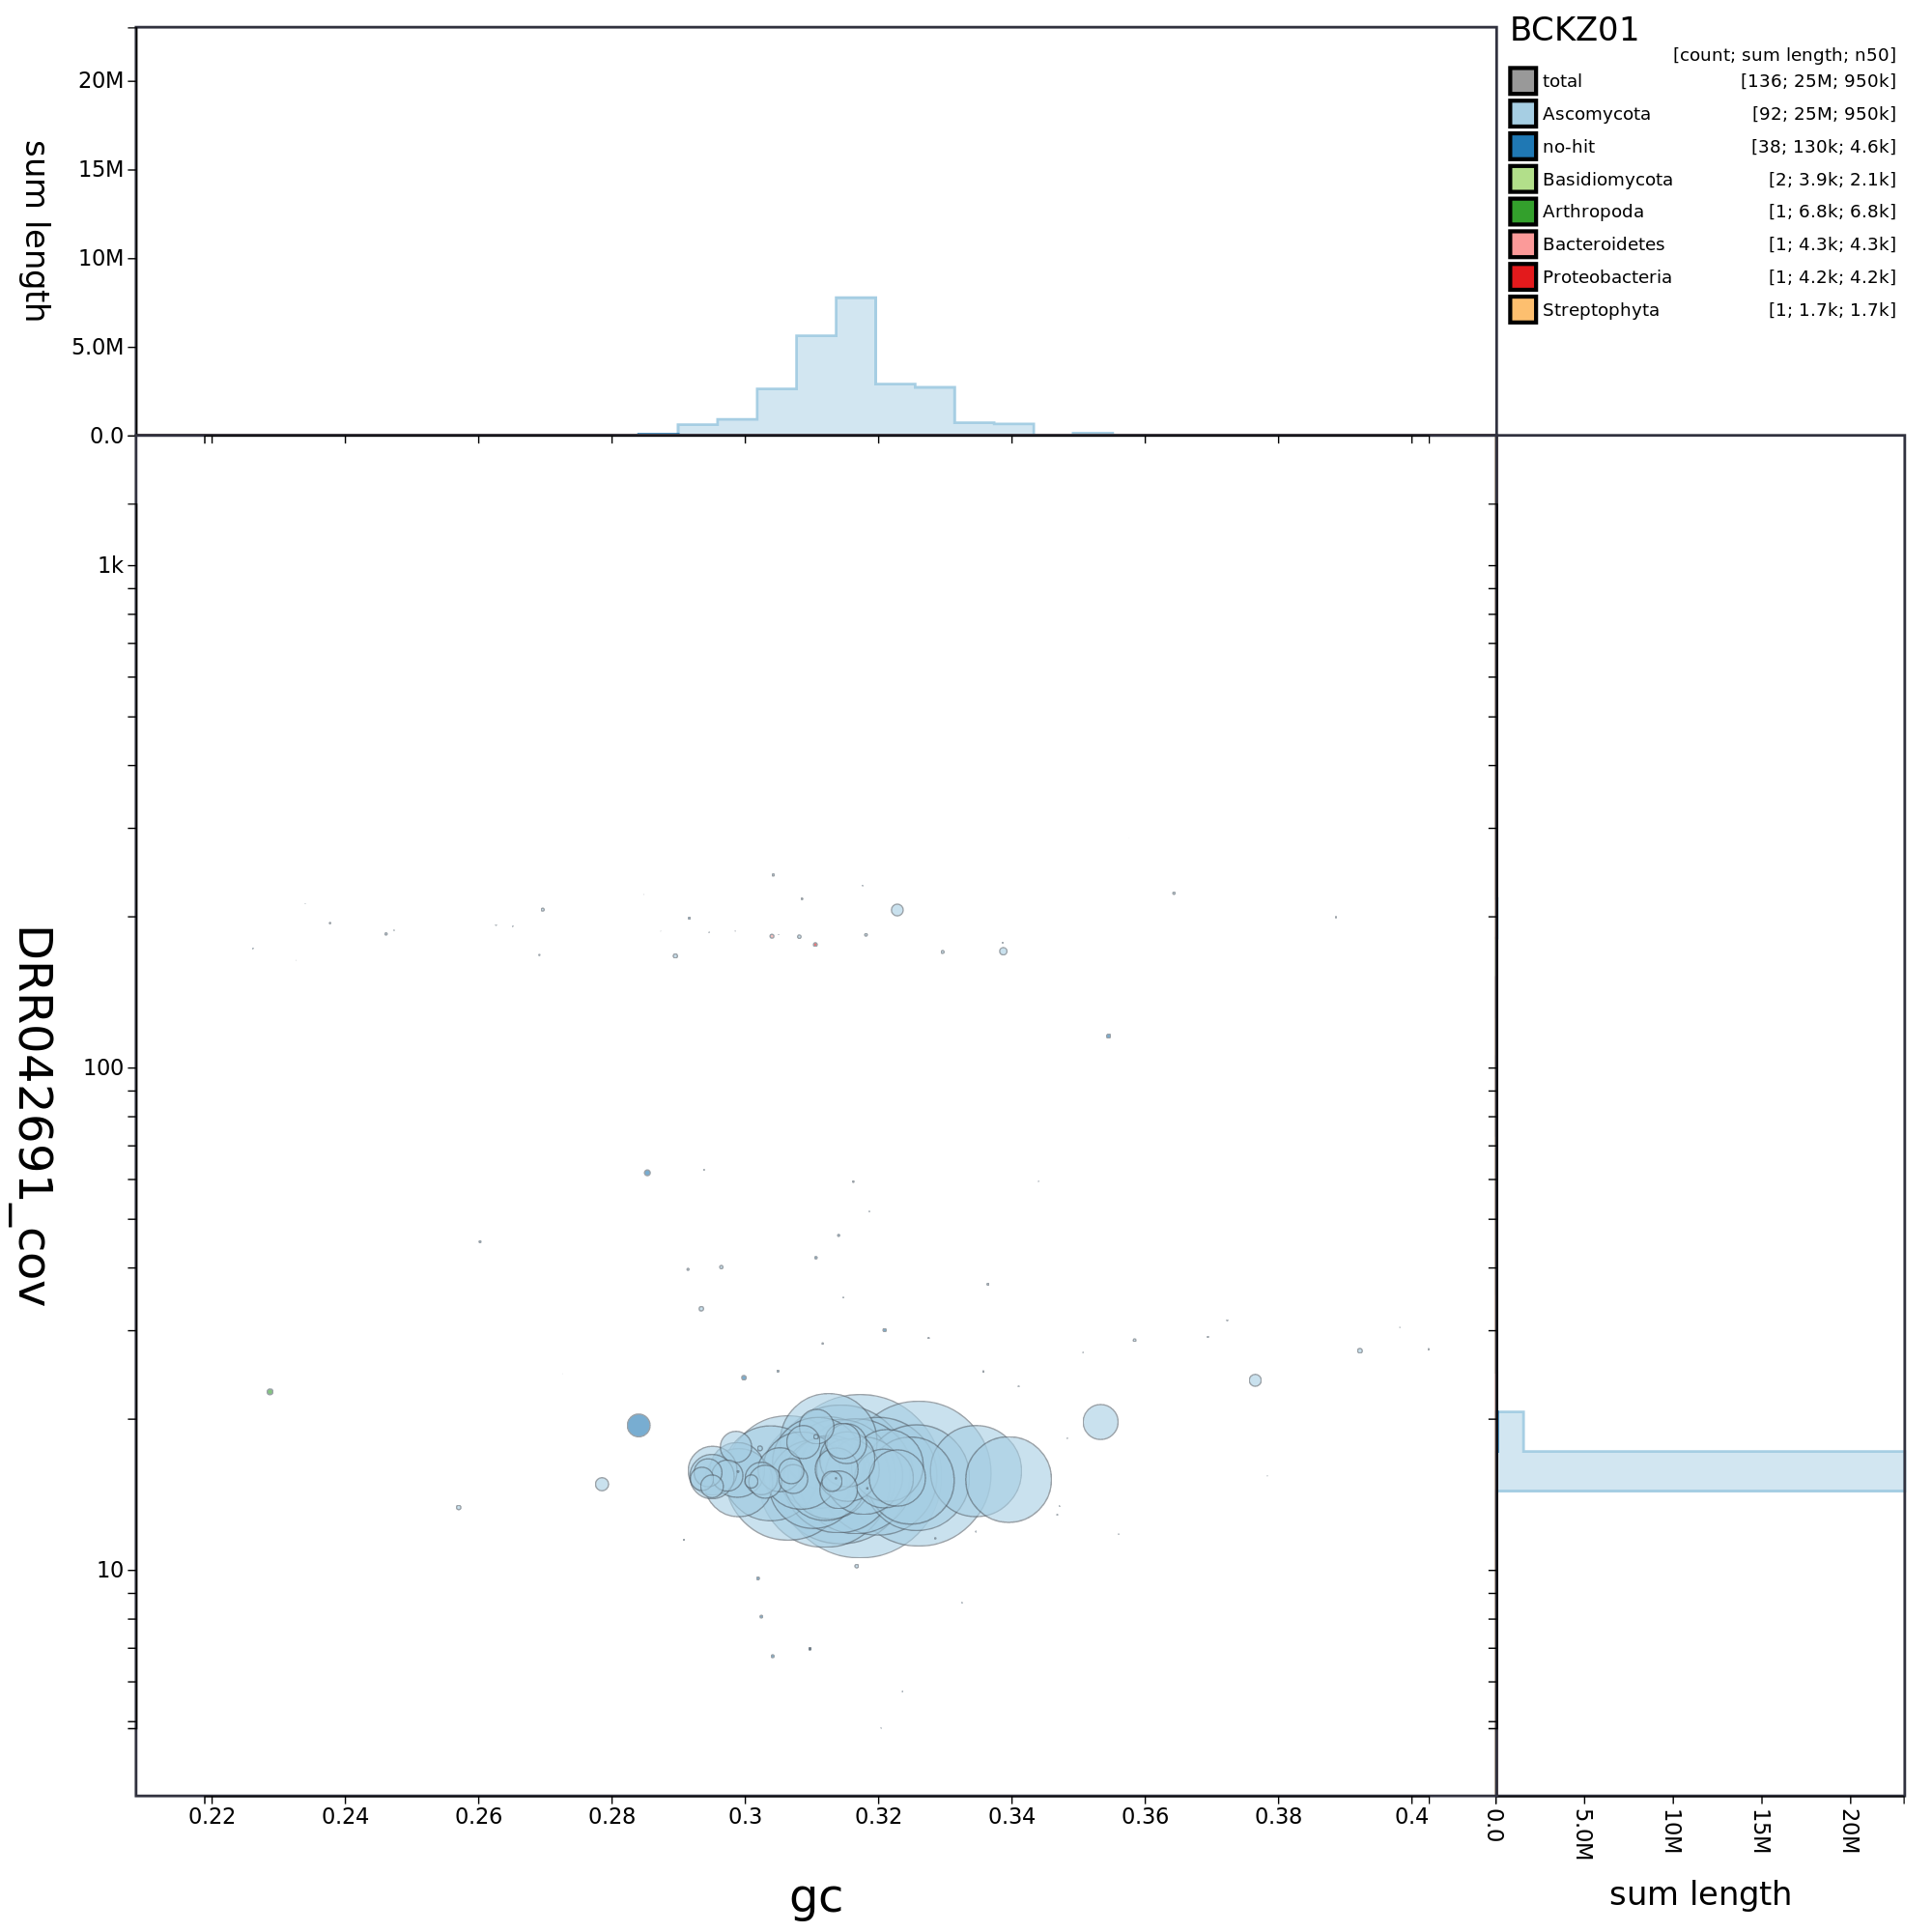 BCKZ01
[count; sum length; n50]
total [136; 25M; 950k]
Ascomycota [92; 25M; 950k]
no-hit [38; 130k; 4.6k]
Basidiomycota [2; 3.9k; 2.1k]
Arthropoda [1; 6.8k; 6.8k]
Bacteroidetes [1; 4.3k; 4.3k]
Proteobacteria [1; 4.2k; 4.2k]
Streptophyta [1; 1.7k; 1.7k]
sum length
20M
15M
10M
5.0M
0.0
DRR042691_cov
1k
100
10
0.22 0.24 0.26 0.28 0.3 0.32 0.34 0.36 0.38 0.4
gc
0.0 5.0M 10M 15M 20M
sum length